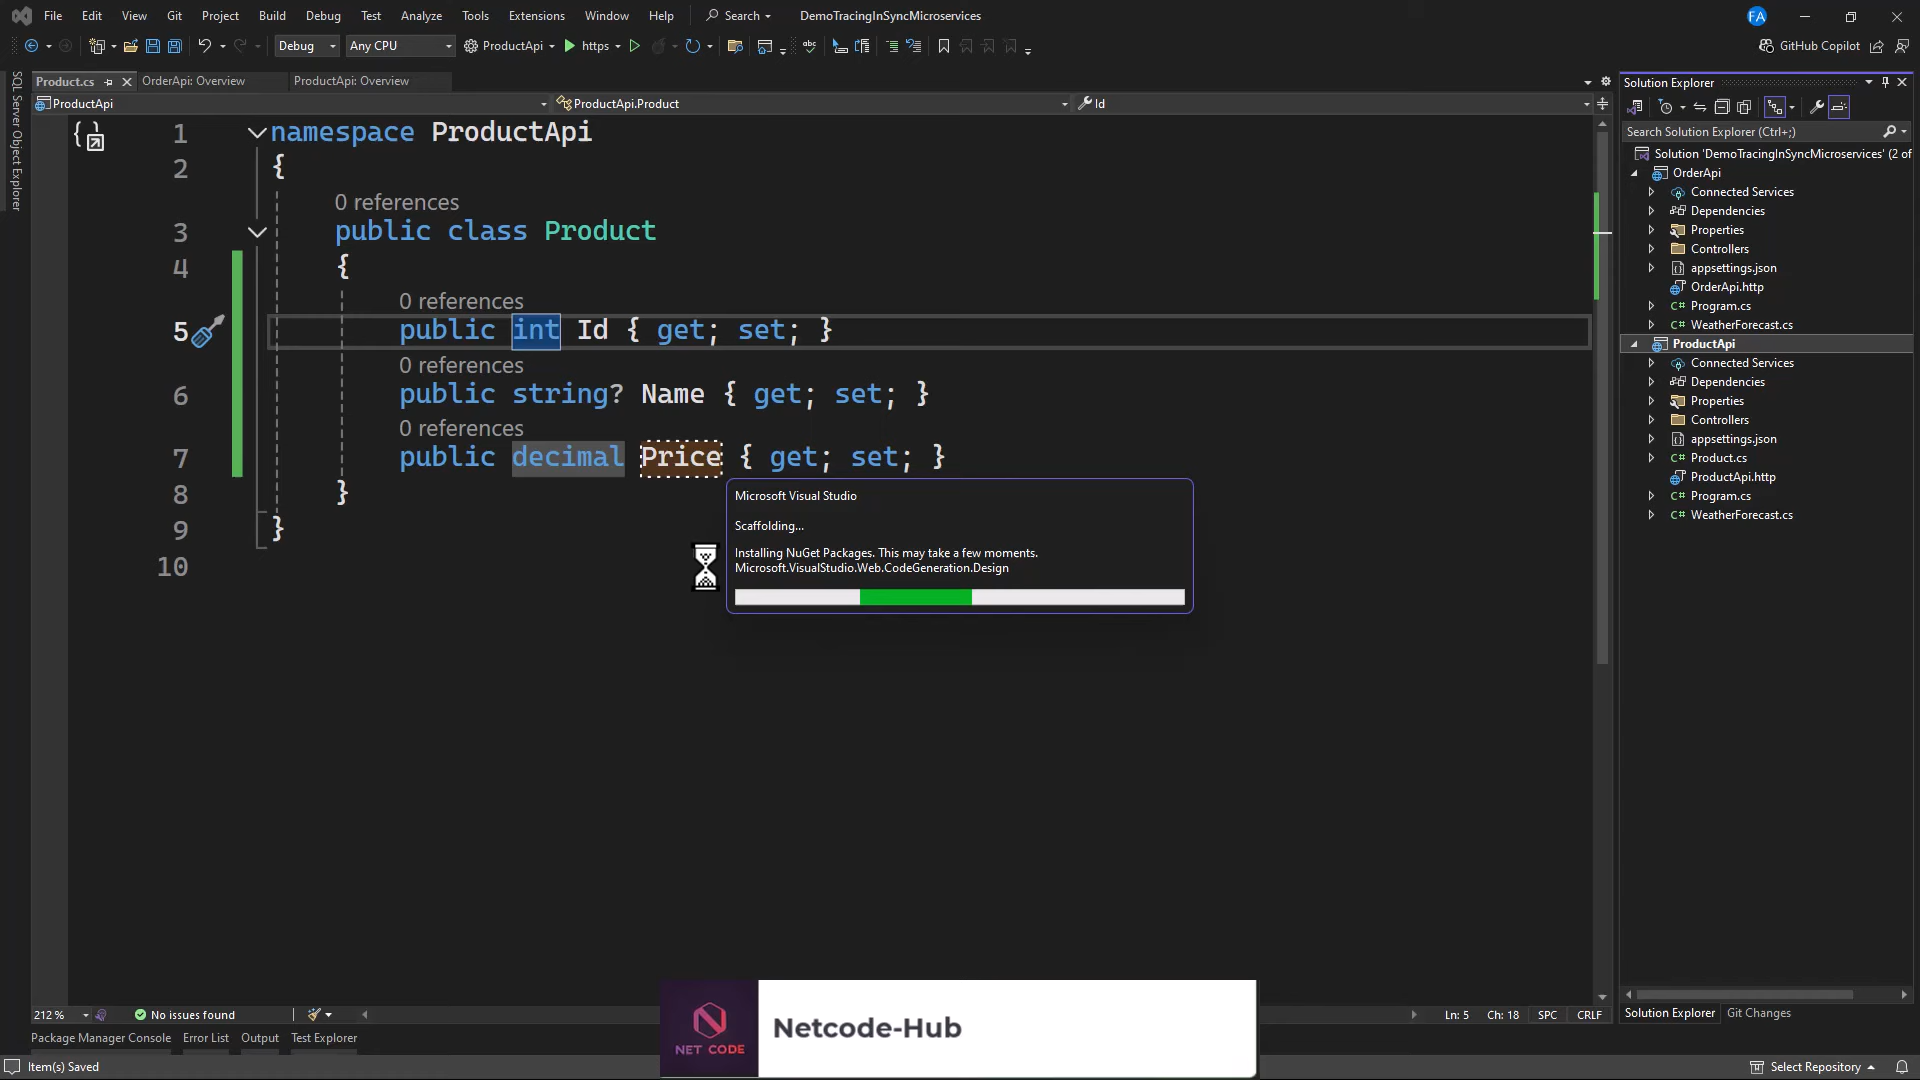 File Edit View Git Project Build Debug Test Analyze Tools Extensions Window Help Search DemoTracingInSyncMicroservices FA
Debug Any CPU ProductApi https GitHub Copilot
SQL Server Object Explorer
Product.cs OrderApi: Overview ProductApi: Overview
ProductApi ProductApi.Product Id
1 namespace ProductApi
2 {
0 references
3 public class Product
4 {
0 references
5 public int Id { get; set; }
0 references
6 public string? Name { get; set; }
0 references
7 public decimal Price { get; set; }
8 }
9 }
10
Microsoft Visual Studio
Scaffolding...
Installing NuGet Packages. This may take a few moments.
Microsoft.VisualStudio.Web.CodeGeneration.Design
Solution Explorer
Search Solution Explorer (Ctrl+;)
Solution 'DemoTracingInSyncMicroservices' (2 of
OrderApi
Connected Services
Dependencies
Properties
Controllers
appsettings.json
OrderApi.http
C# Program.cs
C# WeatherForecast.cs
ProductApi
Connected Services
Dependencies
Properties
Controllers
appsettings.json
C# Product.cs
ProductApi.http
C# Program.cs
C# WeatherForecast.cs
Solution Explorer Git Changes
212 % No issues found Ln: 5 Ch: 18 SPC CRLF
Package Manager Console Error List Output Test Explorer
NET CODE
Netcode-Hub
Item(s) Saved Select Repository